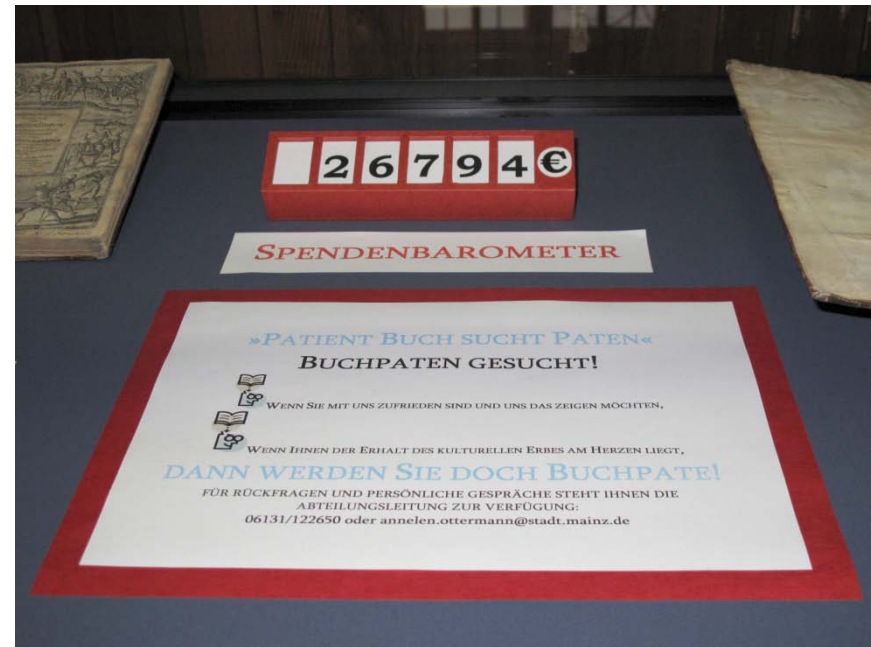 26794€
SPENDENBAROMETER
»PATIENT BUCH SUCHT PATEN«
BUCHPATEN GESUCHT!
WENN SIE MIT UNS ZUFRIEDEN SIND UND UNS DAS ZEIGEN MÖCHTEN,
WENN IHNEN DER ERHALT DES KULTURELLEN ERBES AM HERZEN LIEGT,
DANN WERDEN SIE DOCH BUCHPATE!
FÜR RÜCKFRAGEN UND PERSÖNLICHE GESPRÄCHE STEHT IHNEN DIE
ABTEILUNGSLEITUNG ZUR VERFÜGUNG:
06131/122650 oder annelen.ottermann@stadt.mainz.de